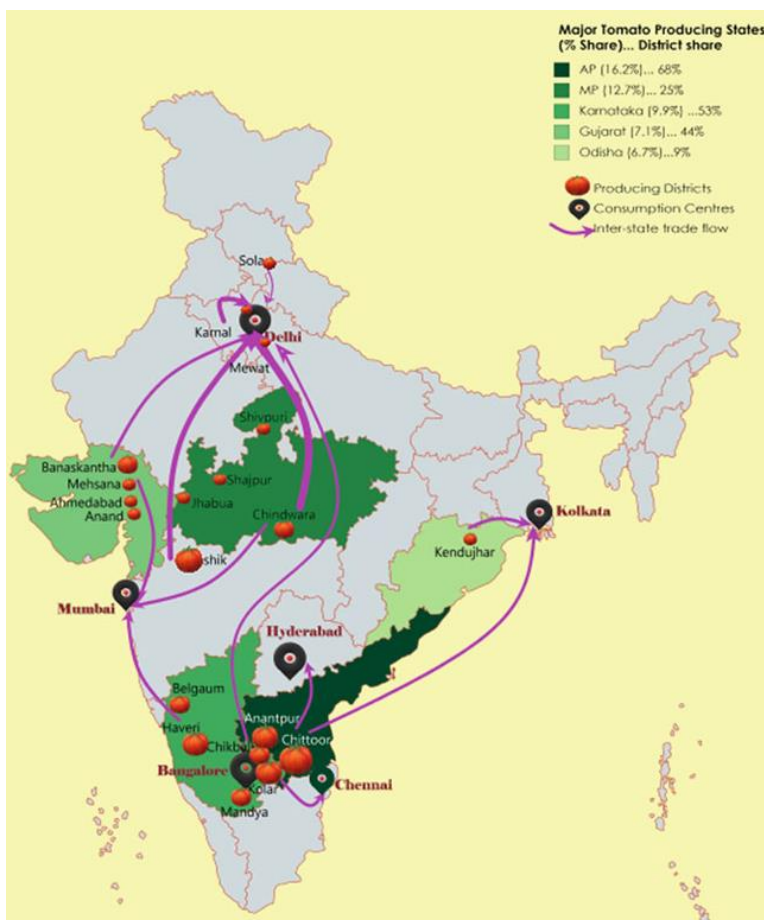 Major Tomato Producing States
(% Share)... District share
AP (16.2%)... 68%
MP (12.7%)... 25%
Karnataka (9.9%) ...53%
Gujarat (7.1%)... 44%
Odisha (6.7%)...9%
Producing Districts
Consumption Centres
Inter-state trade flow
Sola
Karnal
Delhi
Mewat
Shivpuri
Banaskantha
Mehsana
Shajpur
Ahmedabad
Jhabua
Anand
Chindwara
Kolkata
Kendujhar
shik
Mumbai
Hyderabad
Belgaum
Anantpur
Haveri
Chikb
Chittoor
Bangalore
Kolar
Chennai
Mandya